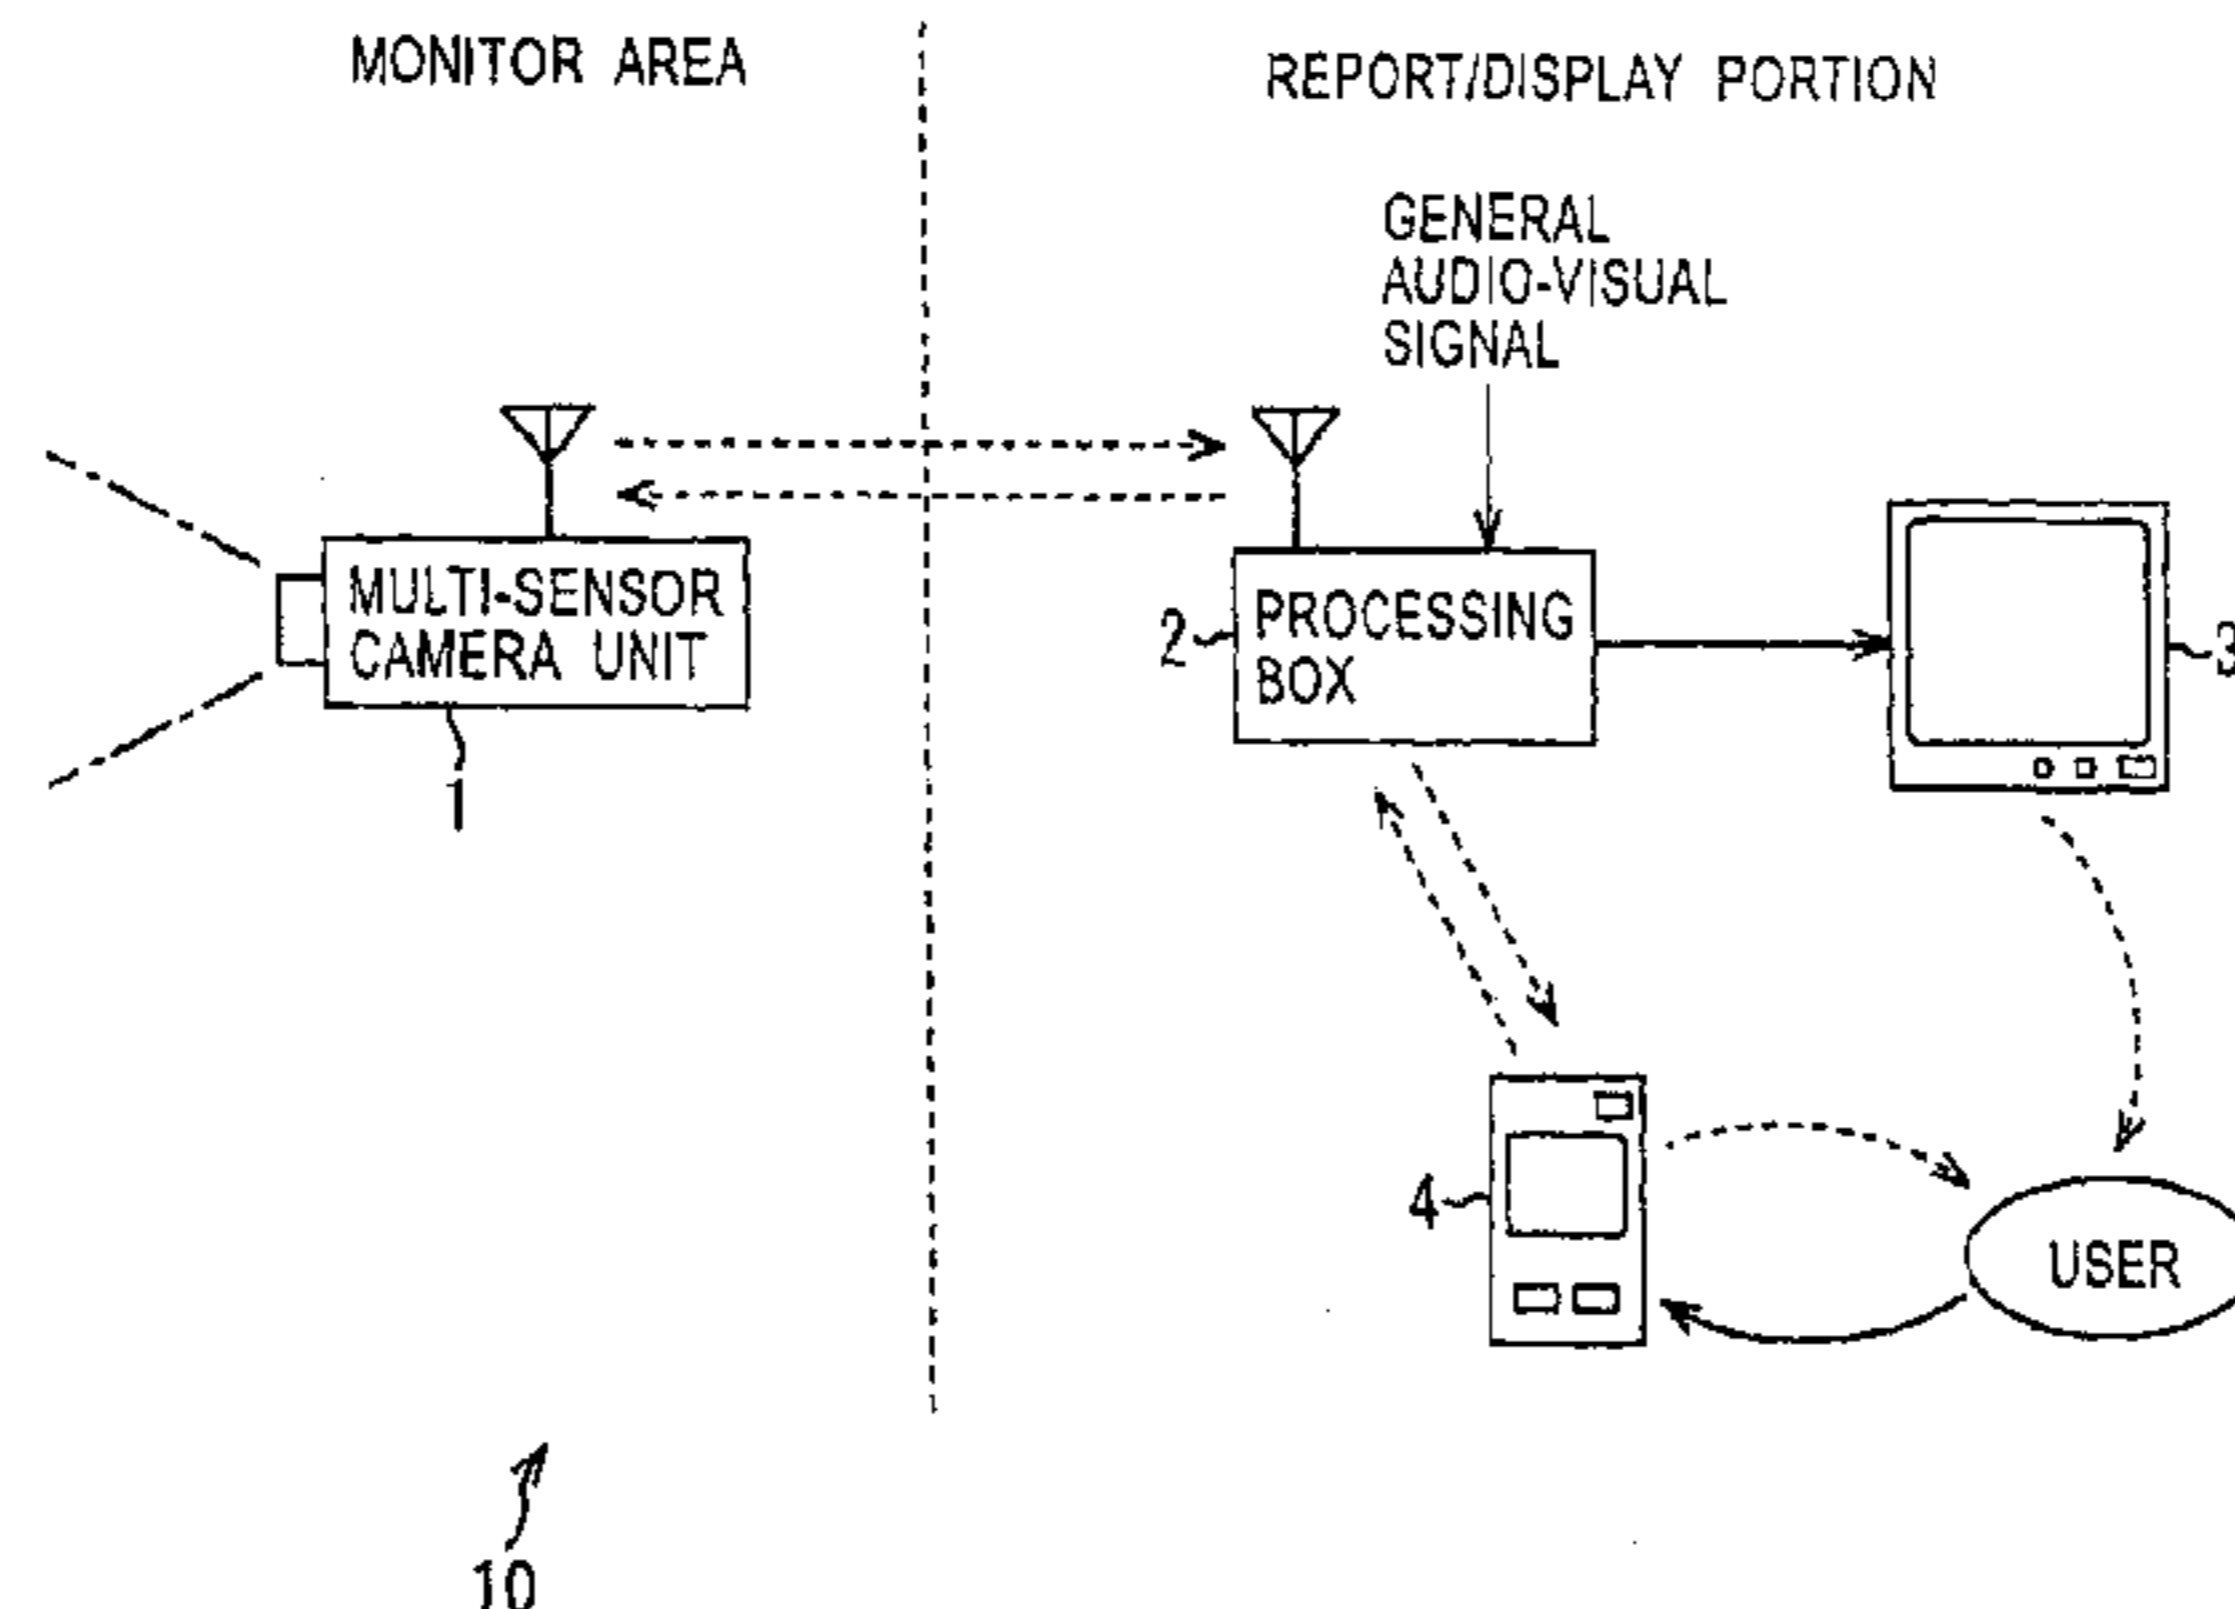 MONITOR AREA
REPORT/DISPLAY PORTION
GENERAL
AUDIO-VISUAL
SIGNAL
MULTI-SENSOR
CAMERA UNIT
1
2
PROCESSING
BOX
3
4
USER
10